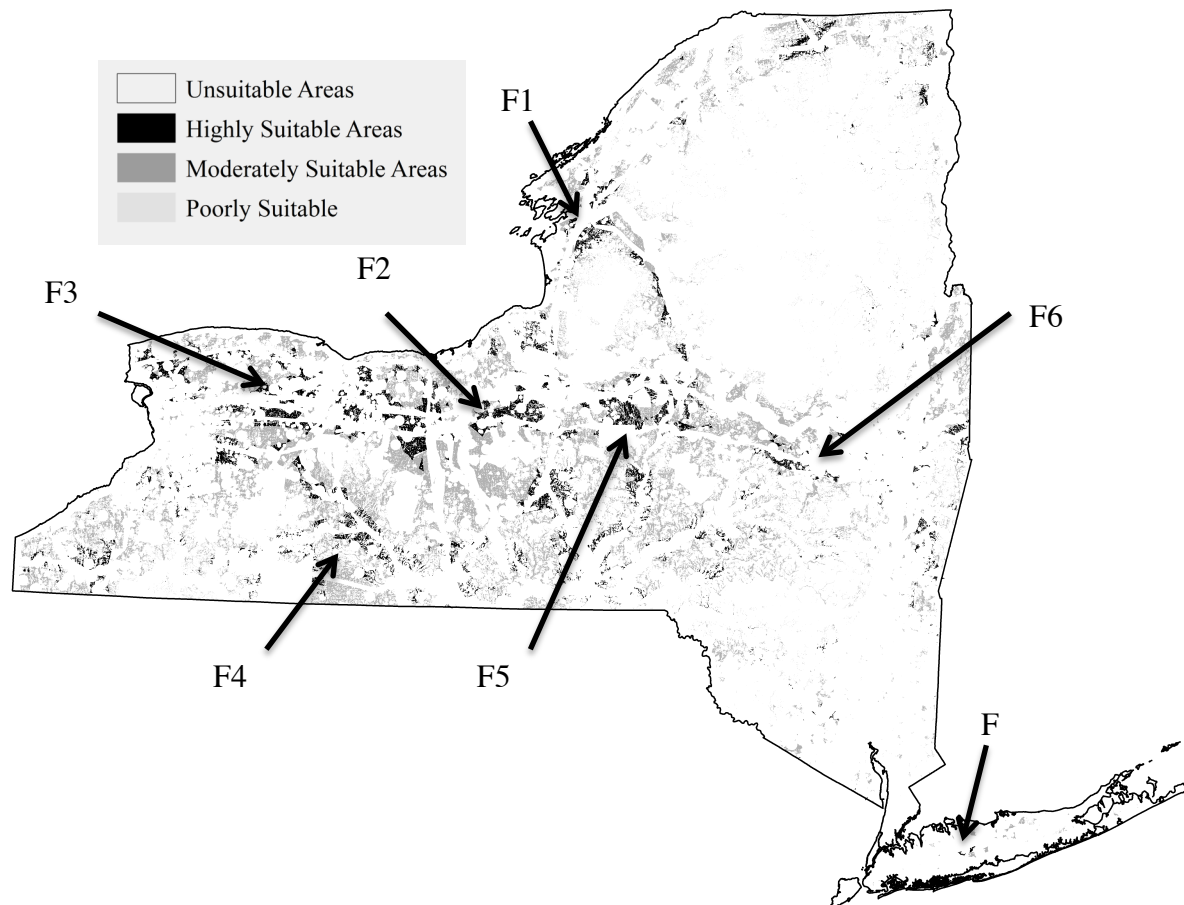 Unsuitable Areas
Highly Suitable Areas
Moderately Suitable Areas
Poorly Suitable
F1
F2
F3
F6
F4
F5
F